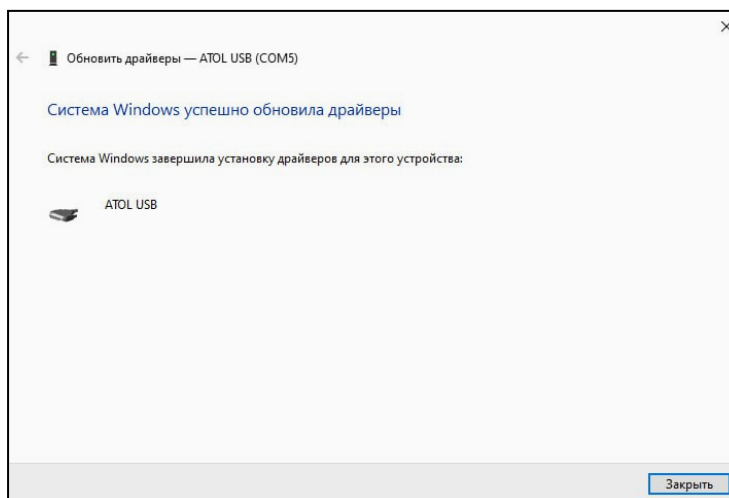 Обновить драйверы — ATOL USB (COM5)
Система Windows успешно обновила драйверы
Система Windows завершила установку драйверов для этого устройства:
ATOL USB
Закрыть